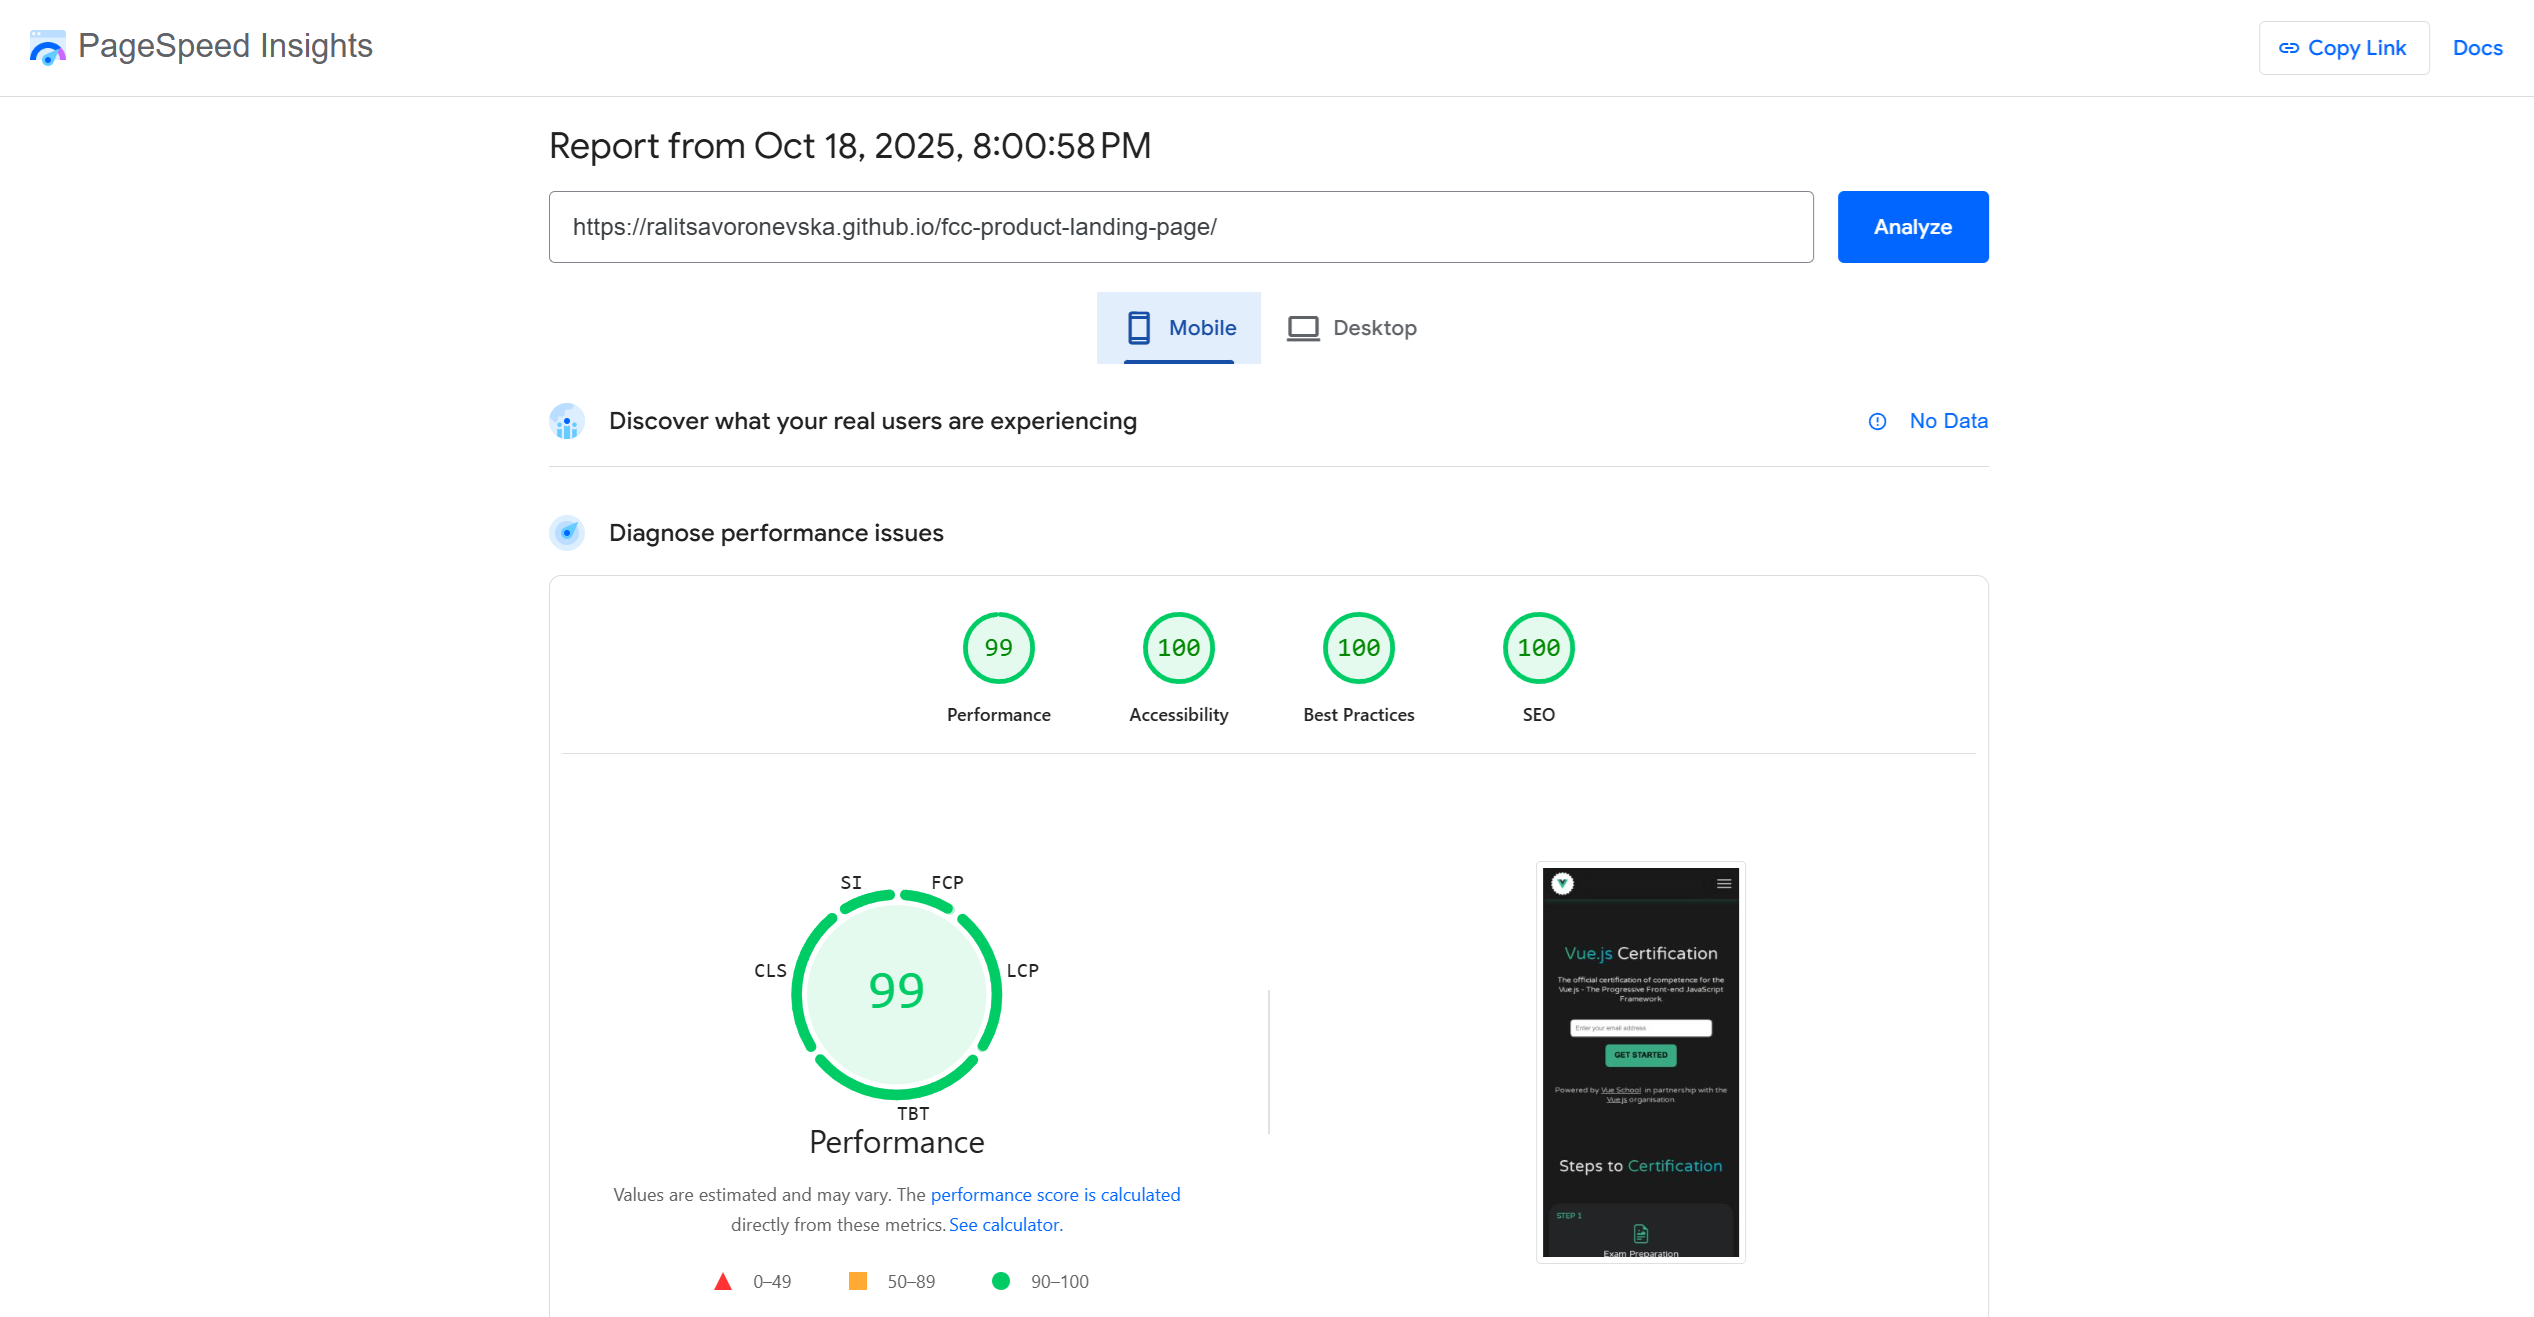 PageSpeed Insights
Copy Link
Docs
Report from Oct 18, 2025, 8:00:58 PM
https://ralitsavoronevska.github.io/fcc-product-landing-page/
Analyze
Mobile
Desktop
Discover what your real users are experiencing
No Data
Diagnose performance issues
99
100
100
100
Performance
Accessibility
Best Practices
SEO
SI
FCP
CLS
LCP
99
TBT
Performance
Values are estimated and may vary. The performance score is calculated
directly from these metrics. See calculator.
0–49
50–89
90–100
Vue.js Certification
The official certification of competence for the
Vue.js - The Progressive Front-end JavaScript
Framework.
Enter your email address
GET STARTED
Powered by Vue School in partnership with the
Vue.js organisation.
Steps to Certification
STEP 1
Exam Preparation